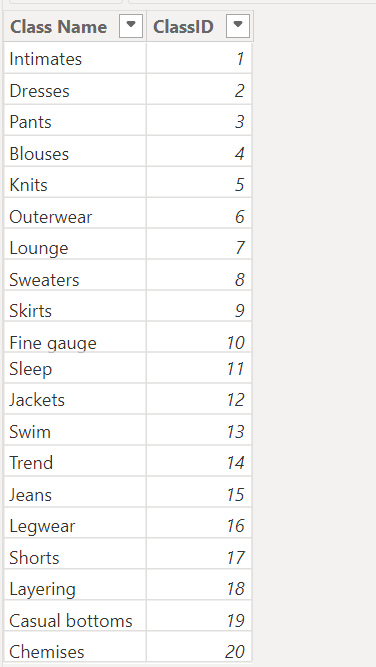 Class Name ClassID
Intimates 1
Dresses 2
Pants 3
Blouses 4
Knits 5
Outerwear 6
Lounge 7
Sweaters 8
Skirts 9
Fine gauge 10
Sleep 11
Jackets 12
Swim 13
Trend 14
Jeans 15
Legwear 16
Shorts 17
Layering 18
Casual bottoms 19
Chemises 20